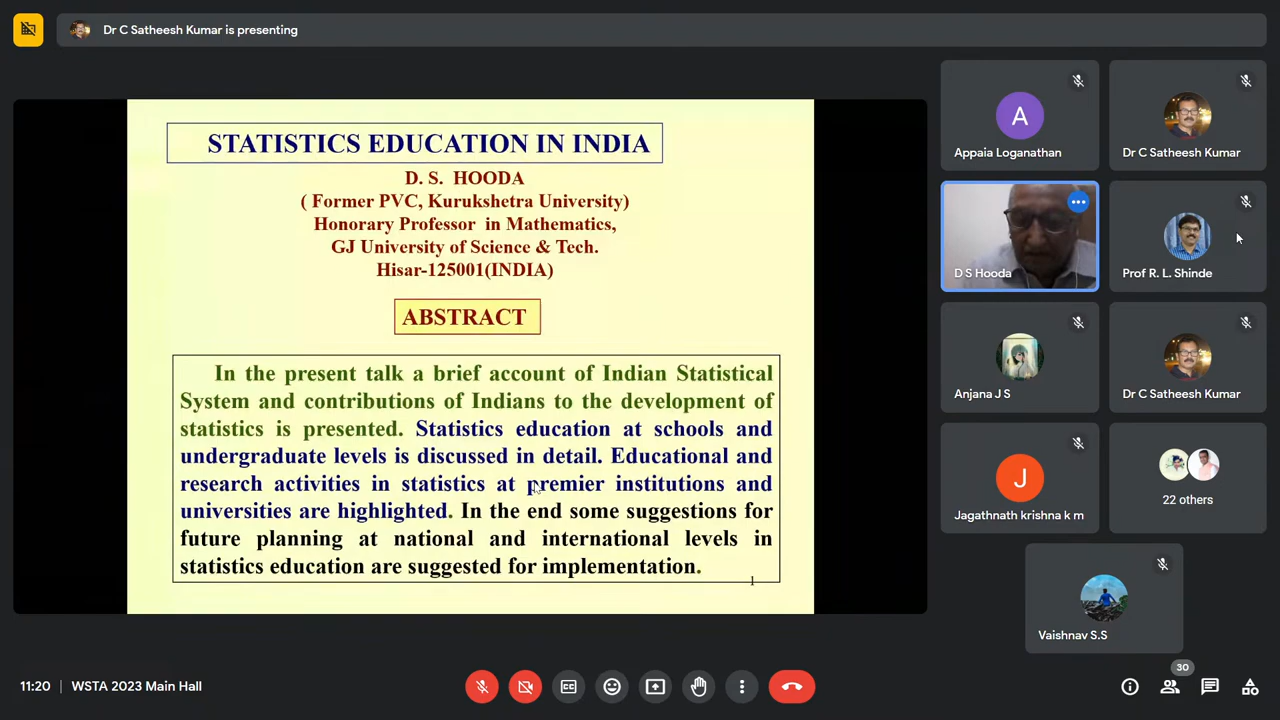 Dr C Satheesh Kumar is presenting
STATISTICS EDUCATION IN INDIA
D. S. HOODA
( Former PVC, Kurukshetra University)
Honorary Professor in Mathematics,
GJ University of Science & Tech.
Hisar-125001(INDIA)
ABSTRACT
In the present talk a brief account of Indian Statistical
System and contributions of Indians to the development of
statistics is presented. Statistics education at schools and
undergraduate levels is discussed in detail. Educational and
research activities in statistics at premier institutions and
universities are highlighted. In the end some suggestions for
future planning at national and international levels in
statistics education are suggested for implementation.
1
A
Appaia Loganathan
Dr C Satheesh Kumar
D S Hooda
Prof R. L. Shinde
Anjana J S
Dr C Satheesh Kumar
J
Jagathnath krishna k m
22 others
Vaishnav S.S
11:20 | WSTA 2023 Main Hall
30